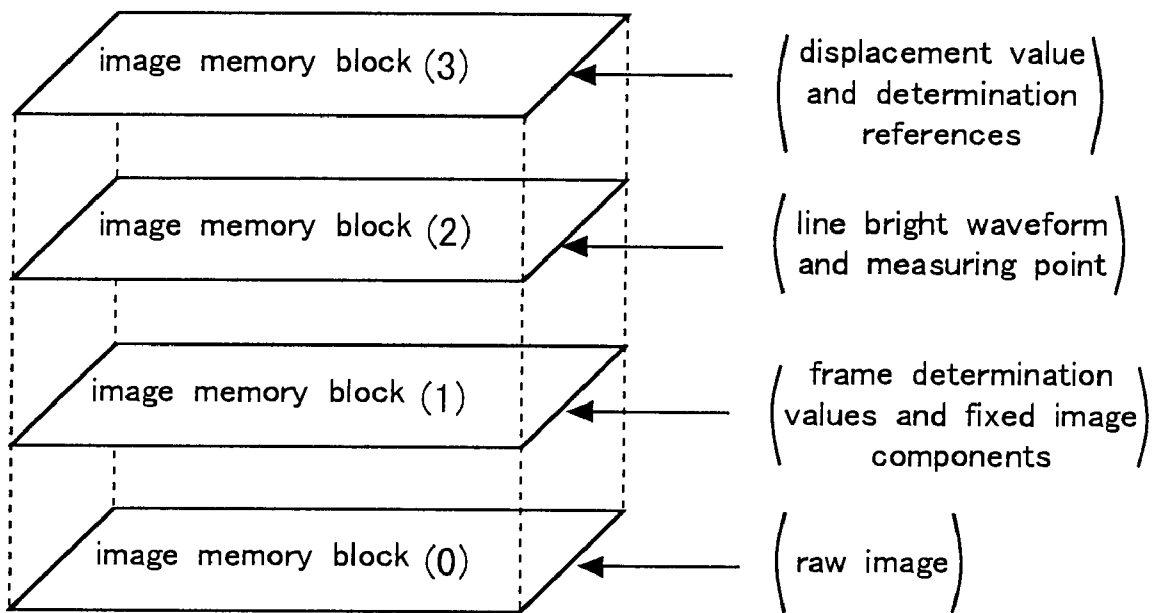 image memory block (3)
displacement value
and determination
references
image memory block (2)
line bright waveform
and measuring point
image memory block (1)
frame determination
values and fixed image
components
image memory block (0)
raw image